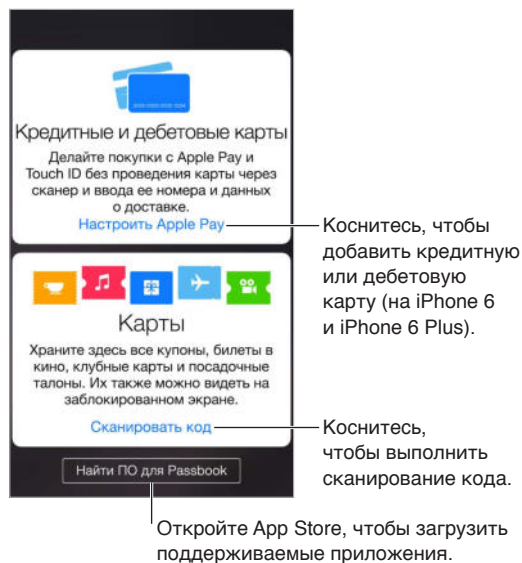 Кредитные и дебетовые карты
Делайте покупки с Apple Pay и
Touch ID без проведения карты через
сканер и ввода ее номера и данных
о доставке.
Настроить Apple Pay
Коснитесь, чтобы
добавить кредитную
или дебетовую
карту (на iPhone 6
и iPhone 6 Plus).
Карты
Храните здесь все купоны, билеты в
кино, клубные карты и посадочные
талоны. Их также можно видеть на
заблокированном экране.
Сканировать код
Коснитесь,
чтобы выполнить
сканирование кода.
Найти ПО для Passbook
Откройте App Store, чтобы загрузить
поддерживаемые приложения.